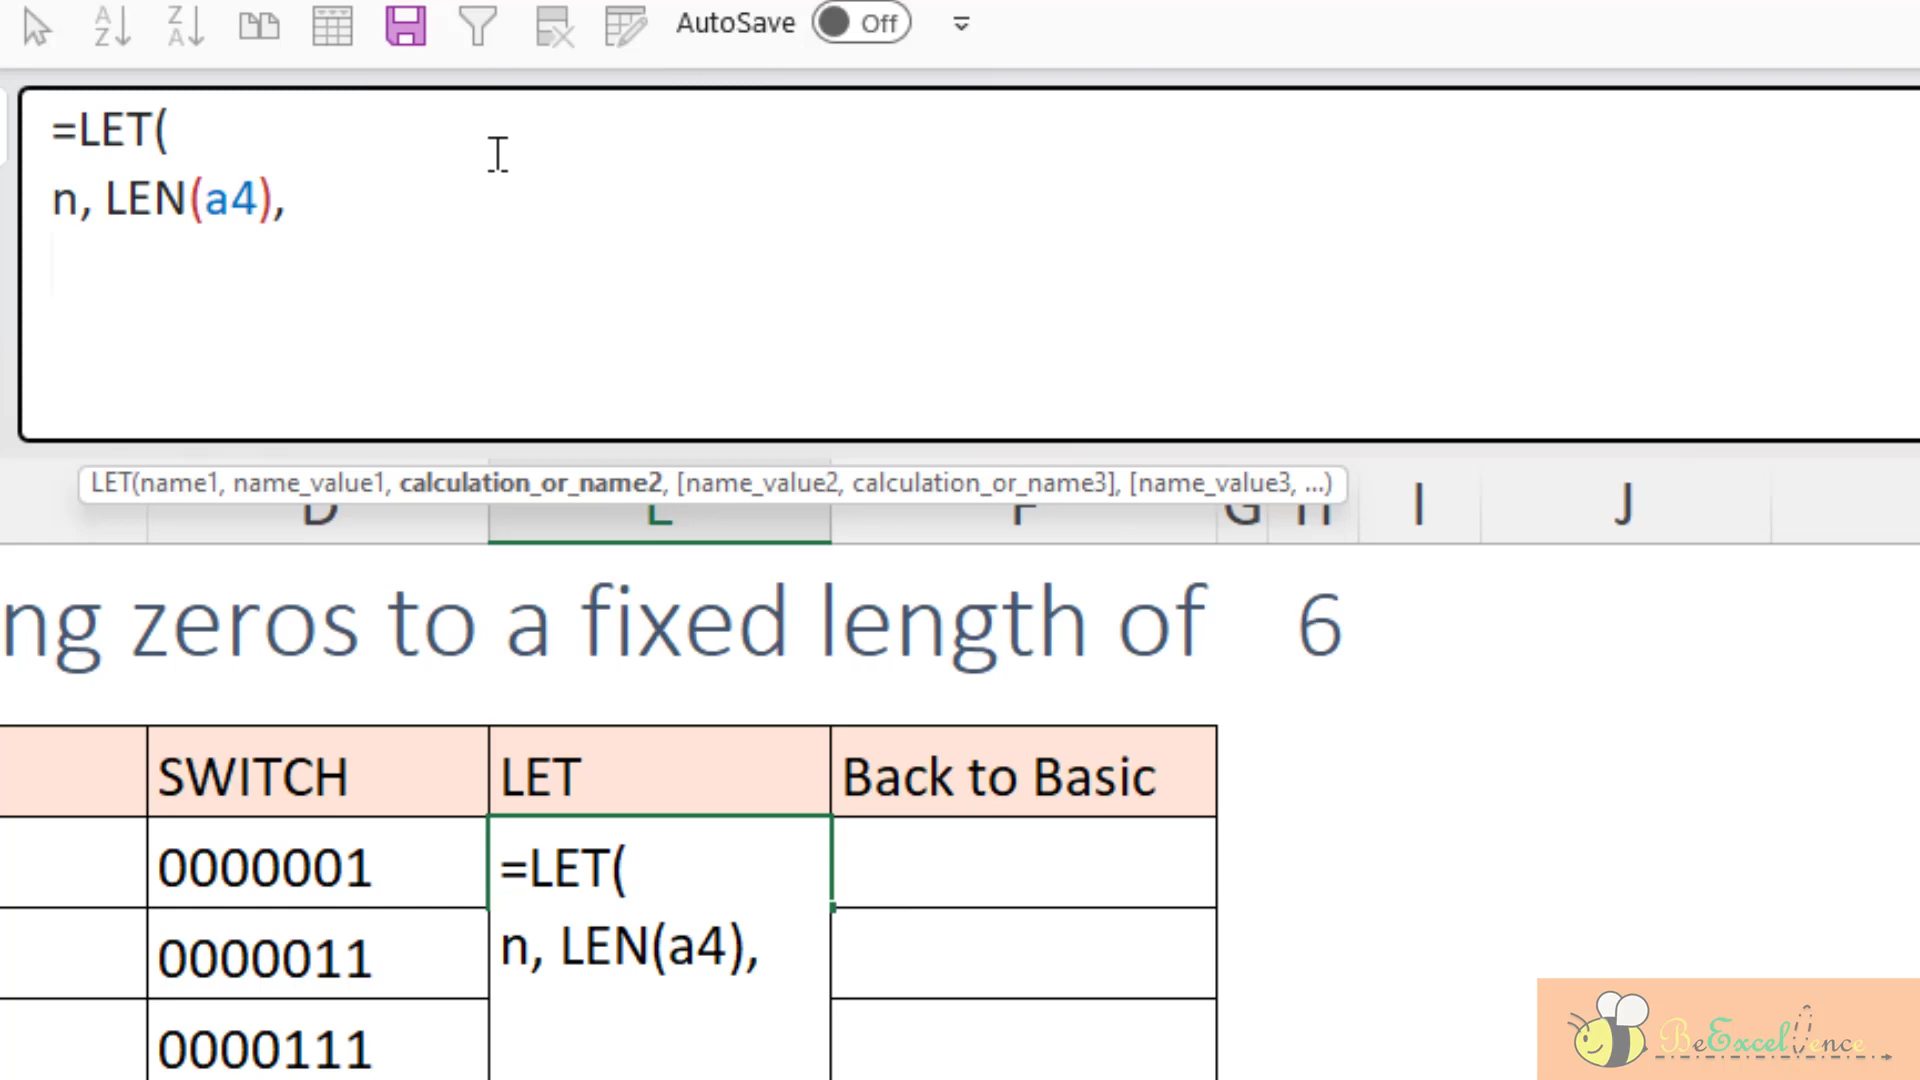 AutoSave Off
=LET(
n, LEN(a4),
LET(name1, name_value1, calculation_or_name2, [name_value2, calculation_or_name3], [name_value3, ...)
D E F G H I J
ng zeros to a fixed length of 6
SWITCH LET Back to Basic
0000001 =LET(
n, LEN(a4),
0000011
0000111
BeExcellence